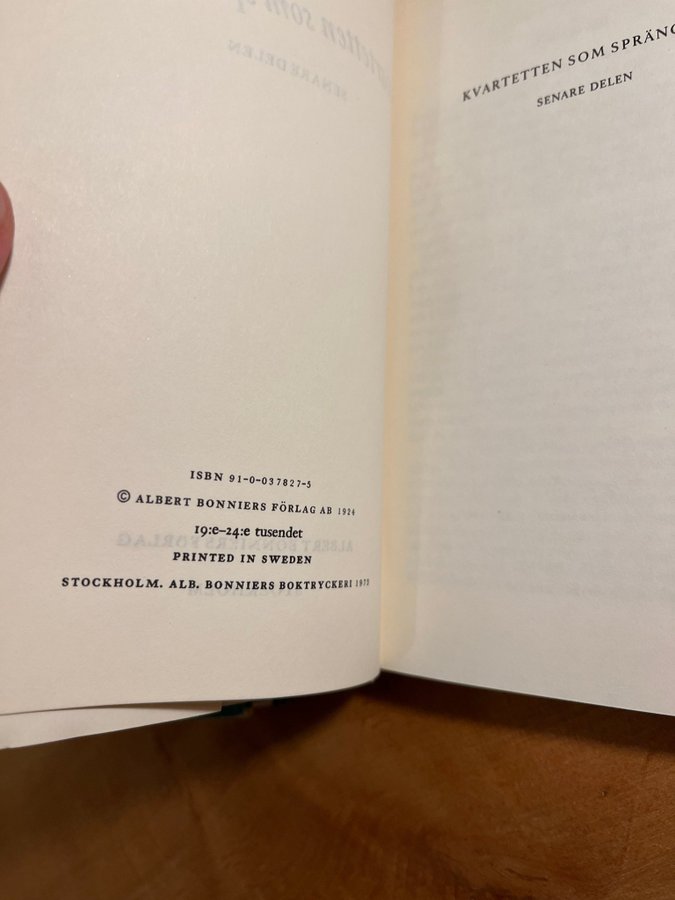 ISBN 91-0-037827-5
© ALBERT BONNIERS FÖRLAG AB 1924
19:e–24:e tusendet
PRINTED IN SWEDEN
STOCKHOLM. ALB. BONNIERS BOKTRYCKERI 1973
KVARTETTEN SOM SPRÄNG
SENARE DELEN